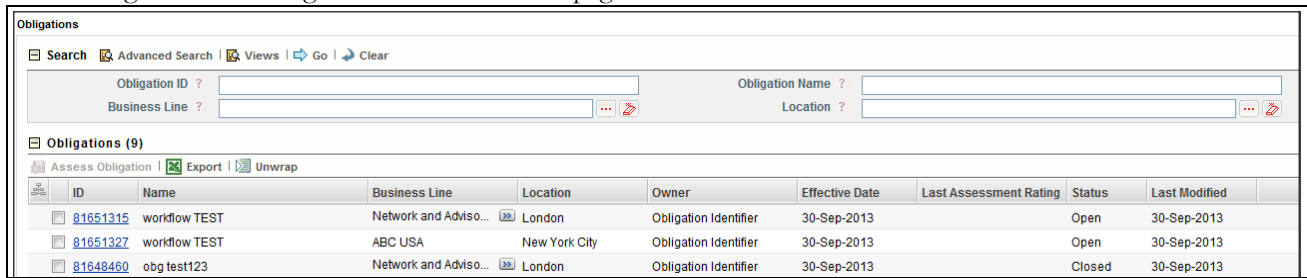 Obligations
Search Advanced Search | Views | Go | Clear
Obligation ID ? Obligation Name ?
Business Line ? Location ?
Obligations (9)
Assess Obligation | Export | Unwrap
ID Name Business Line Location Owner Effective Date Last Assessment Rating Status Last Modified
81651315 workflow TEST Network and Adviso... London Obligation Identifier 30-Sep-2013 Open 30-Sep-2013
81651327 workflow TEST ABC USA New York City Obligation Identifier 30-Sep-2013 Open 30-Sep-2013
81648460 obg test123 Network and Adviso... London Obligation Identifier 30-Sep-2013 Closed 30-Sep-2013